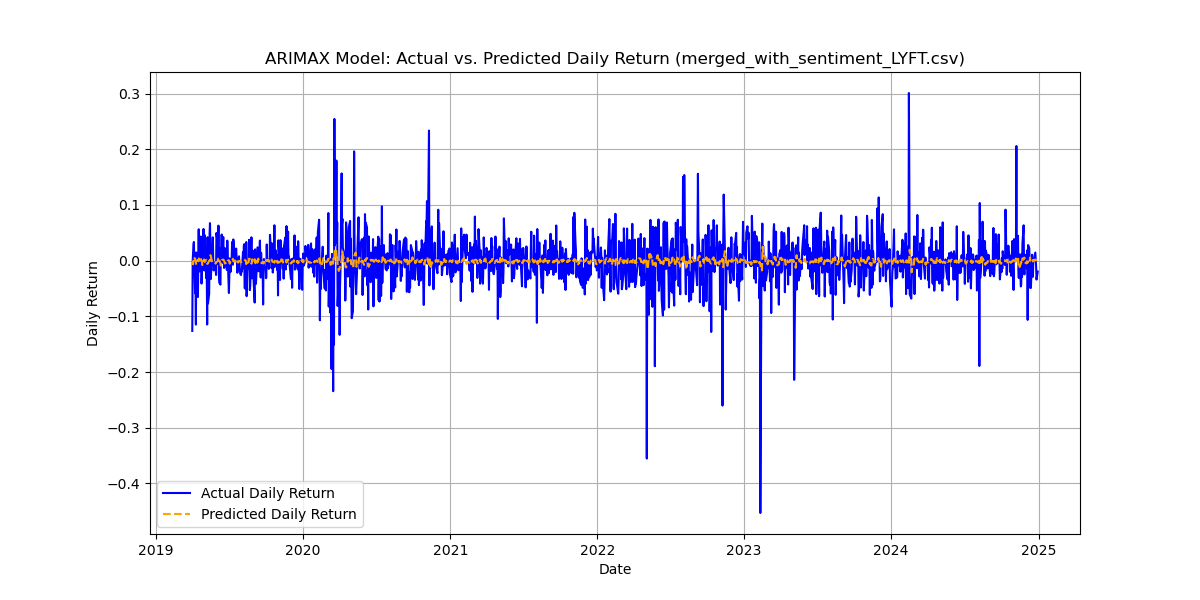 ARIMAX Model: Actual vs. Predicted Daily Return (merged_with_sentiment_LYFT.csv)
Daily Return
0.3
0.2
0.1
0.0
−0.1
−0.2
−0.3
−0.4
Actual Daily Return
Predicted Daily Return
2019 2020 2021 2022 2023 2024 2025
Date